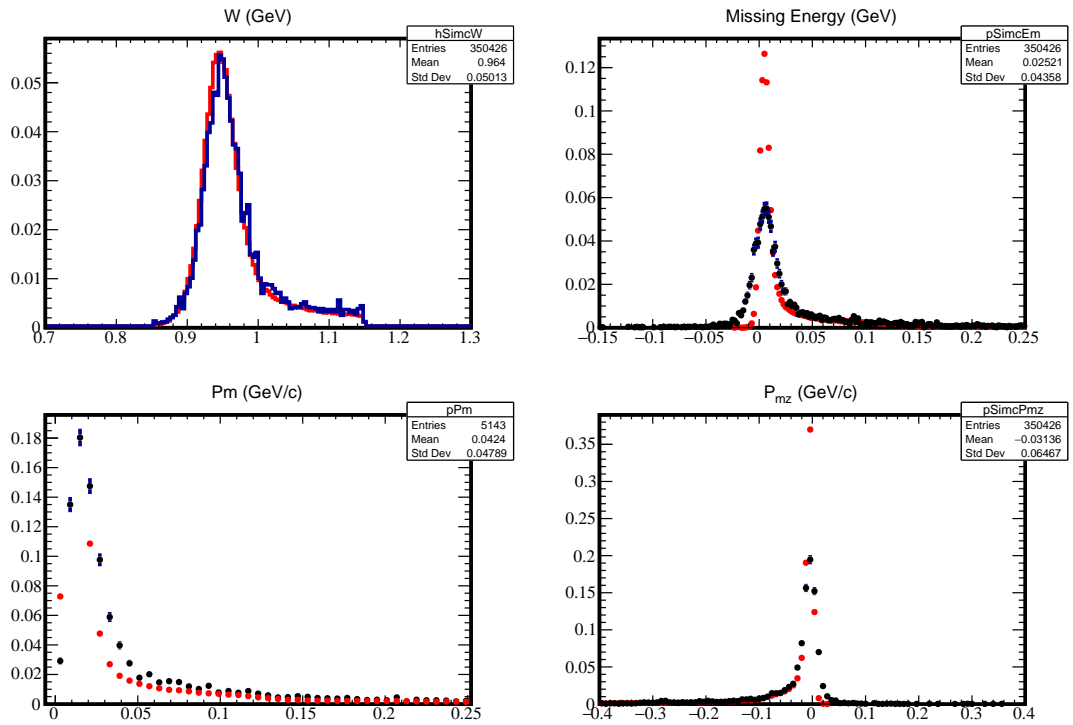 W (GeV)
hSimcW
Entries 350426
Mean 0.964
Std Dev 0.05013
0.05
0.04
0.03
0.02
0.01
0
0.7 0.8 0.9 1 1.1 1.2 1.3
Missing Energy (GeV)
pSimcEm
Entries 350426
Mean 0.02521
Std Dev 0.04358
0.12
0.1
0.08
0.06
0.04
0.02
0
−0.15 −0.1 −0.05 0 0.05 0.1 0.15 0.2 0.25
Pm (GeV/c)
pPm
Entries 5143
Mean 0.0424
Std Dev 0.04789
0.18
0.16
0.14
0.12
0.1
0.08
0.06
0.04
0.02
0
0 0.05 0.1 0.15 0.2 0.25
Pmz (GeV/c)
pSimcPmz
Entries 350426
Mean −0.03136
Std Dev 0.06467
0.35
0.3
0.25
0.2
0.15
0.1
0.05
0
−0.4 −0.3 −0.2 −0.1 0 0.1 0.2 0.3 0.4